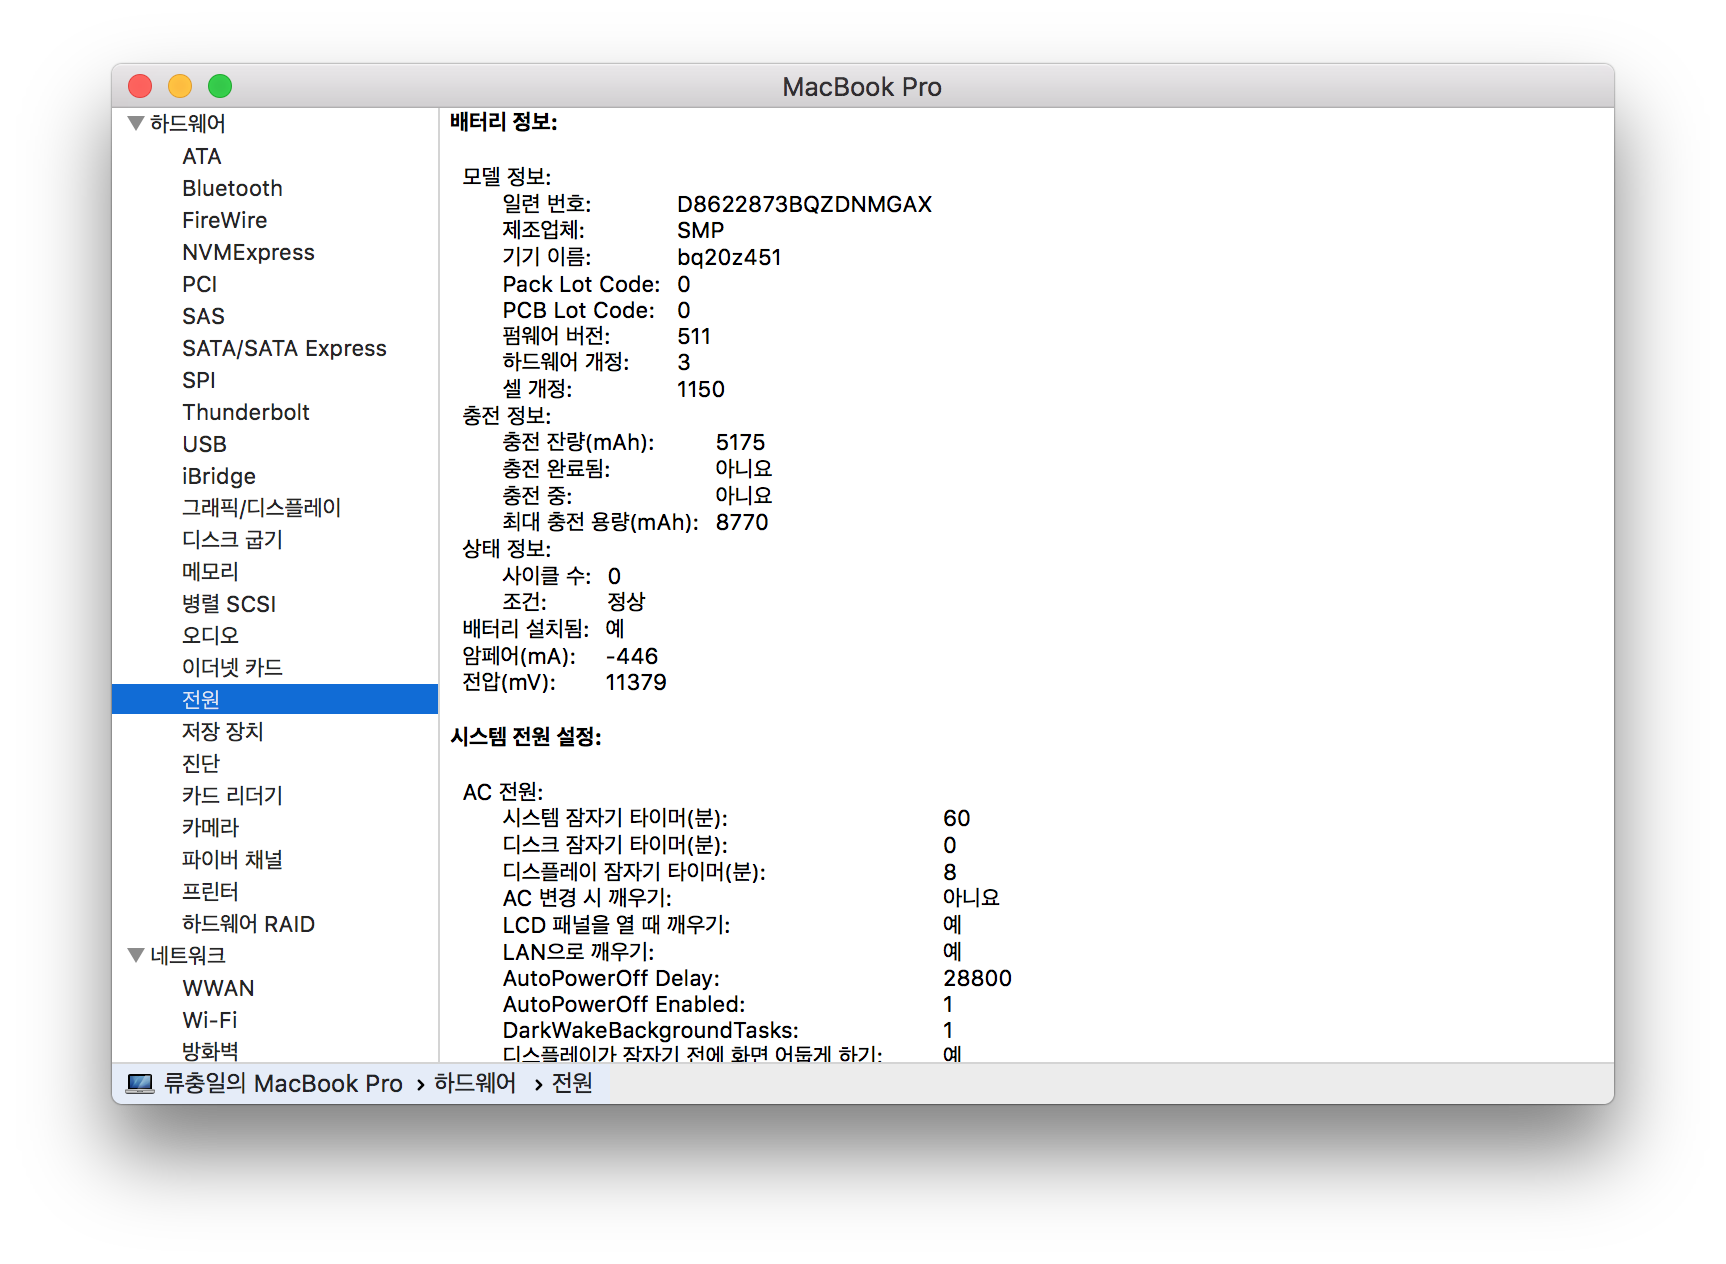 MacBook Pro
하드웨어
ATA
Bluetooth
FireWire
NVMExpress
PCI
SAS
SATA/SATA Express
SPI
Thunderbolt
USB
iBridge
그래픽/디스플레이
디스크 굽기
메모리
병렬 SCSI
오디오
이더넷 카드
전원
저장 장치
진단
카드 리더기
카메라
파이버 채널
프린터
하드웨어 RAID
네트워크
WWAN
Wi-Fi
방화벽
배터리 정보:
모델 정보:
일련 번호: D8622873BQZDNMGAX
제조업체: SMP
기기 이름: bq20z451
Pack Lot Code: 0
PCB Lot Code: 0
펌웨어 버전: 511
하드웨어 개정: 3
셀 개정: 1150
충전 정보:
충전 잔량(mAh): 5175
충전 완료됨: 아니요
충전 중: 아니요
최대 충전 용량(mAh): 8770
상태 정보:
사이클 수: 0
조건: 정상
배터리 설치됨: 예
암페어(mA): -446
전압(mV): 11379
시스템 전원 설정:
AC 전원:
시스템 잠자기 타이머(분): 60
디스크 잠자기 타이머(분): 0
디스플레이 잠자기 타이머(분): 8
AC 변경 시 깨우기: 아니요
LCD 패널을 열 때 깨우기: 예
LAN으로 깨우기: 예
AutoPowerOff Delay: 28800
AutoPowerOff Enabled: 1
DarkWakeBackgroundTasks: 1
디스플레이가 잠자기 전에 화면 어둡게 하기: 예
류충일의 MacBook Pro › 하드웨어 › 전원